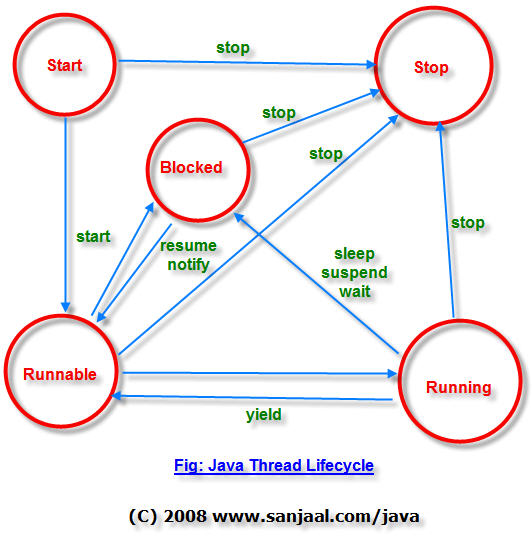 Start
stop
Stop
stop
Blocked
stop
start
resume
notify
sleep
suspend
wait
stop
Runnable
Running
yield
Fig: Java Thread Lifecycle
(C) 2008 www.sanjaal.com/java